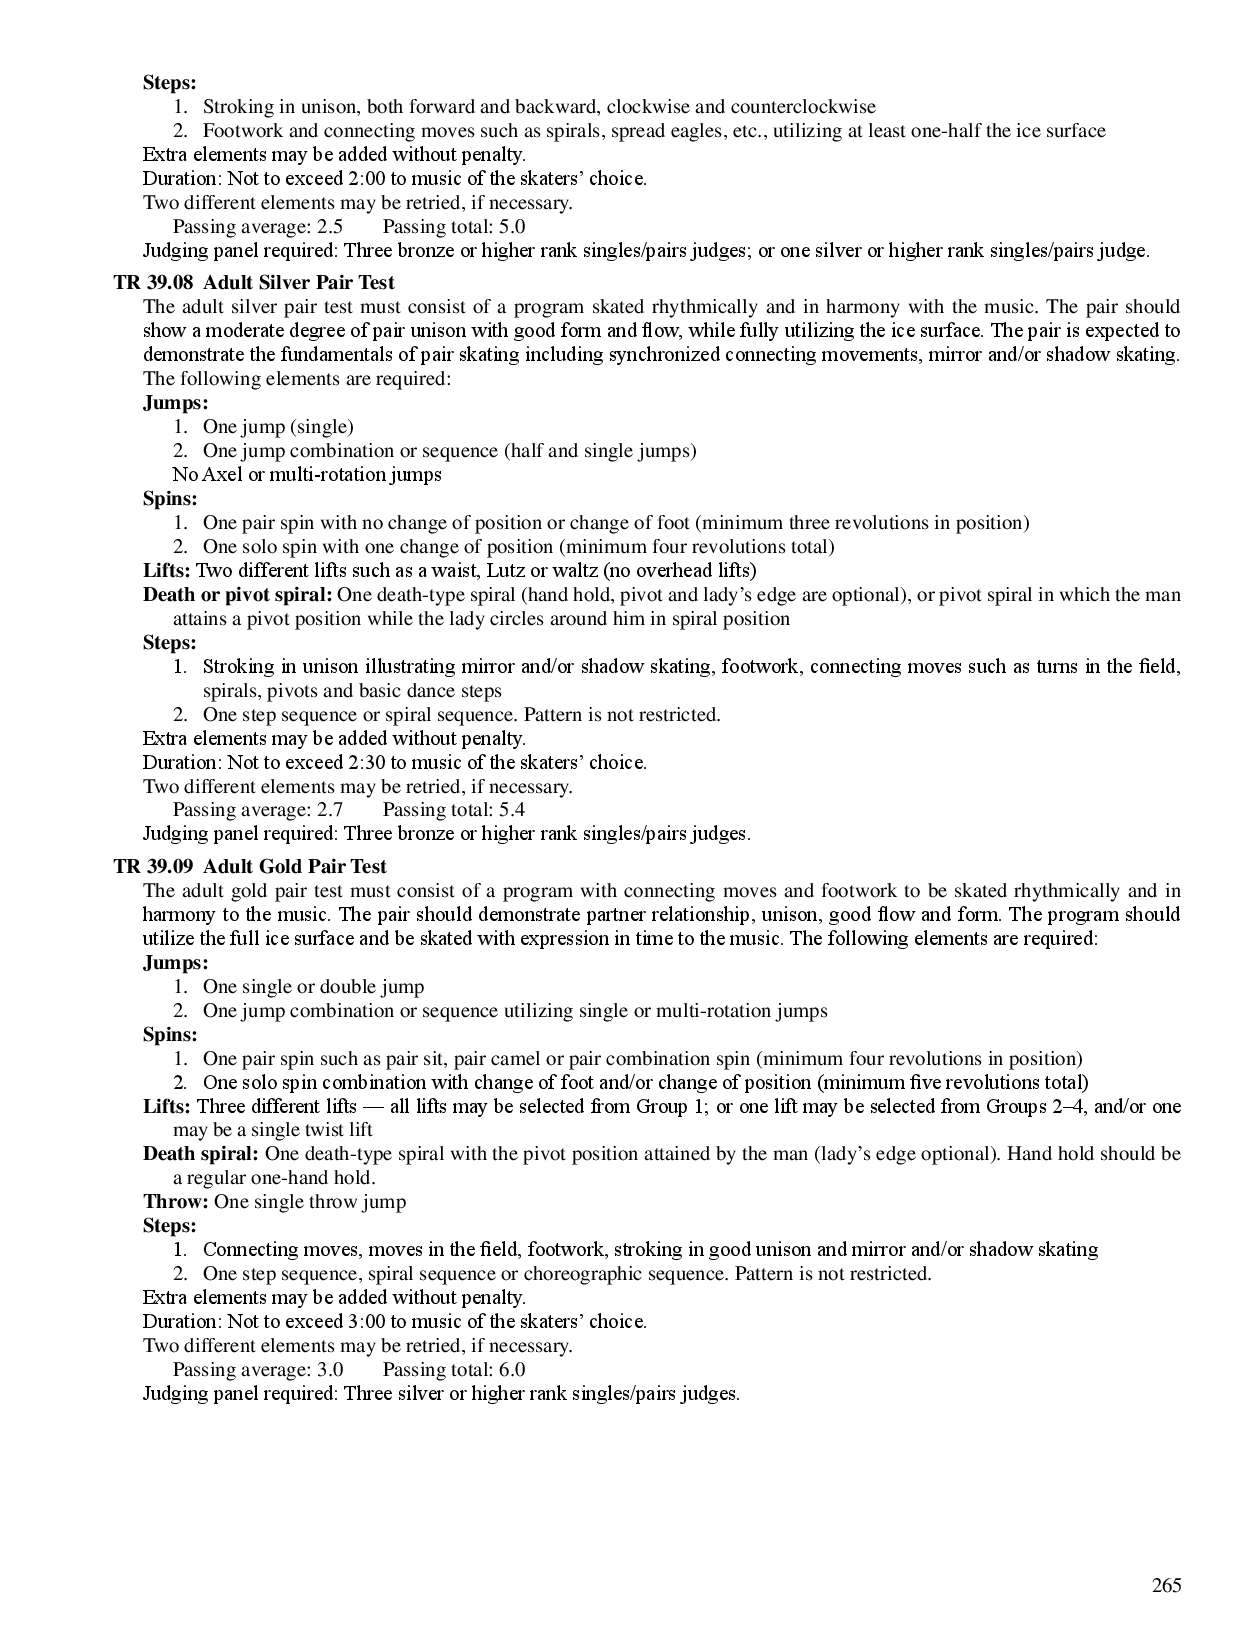 Steps:
1. Stroking in unison, both forward and backward, clockwise and counterclockwise
2. Footwork and connecting moves such as spirals, spread eagles, etc., utilizing at least one-half the ice surface
Extra elements may be added without penalty.
Duration: Not to exceed 2:00 to music of the skaters’ choice.
Two different elements may be retried, if necessary.
Passing average: 2.5 Passing total: 5.0
Judging panel required: Three bronze or higher rank singles/pairs judges; or one silver or higher rank singles/pairs judge.
TR 39.08 Adult Silver Pair Test
The adult silver pair test must consist of a program skated rhythmically and in harmony with the music. The pair should
show a moderate degree of pair unison with good form and flow, while fully utilizing the ice surface. The pair is expected to
demonstrate the fundamentals of pair skating including synchronized connecting movements, mirror and/or shadow skating.
The following elements are required:
Jumps:
1. One jump (single)
2. One jump combination or sequence (half and single jumps)
No Axel or multi-rotation jumps
Spins:
1. One pair spin with no change of position or change of foot (minimum three revolutions in position)
2. One solo spin with one change of position (minimum four revolutions total)
Lifts: Two different lifts such as a waist, Lutz or waltz (no overhead lifts)
Death or pivot spiral: One death-type spiral (hand hold, pivot and lady’s edge are optional), or pivot spiral in which the man
attains a pivot position while the lady circles around him in spiral position
Steps:
1. Stroking in unison illustrating mirror and/or shadow skating, footwork, connecting moves such as turns in the field,
spirals, pivots and basic dance steps
2. One step sequence or spiral sequence. Pattern is not restricted.
Extra elements may be added without penalty.
Duration: Not to exceed 2:30 to music of the skaters’ choice.
Two different elements may be retried, if necessary.
Passing average: 2.7 Passing total: 5.4
Judging panel required: Three bronze or higher rank singles/pairs judges.
TR 39.09 Adult Gold Pair Test
The adult gold pair test must consist of a program with connecting moves and footwork to be skated rhythmically and in
harmony to the music. The pair should demonstrate partner relationship, unison, good flow and form. The program should
utilize the full ice surface and be skated with expression in time to the music. The following elements are required:
Jumps:
1. One single or double jump
2. One jump combination or sequence utilizing single or multi-rotation jumps
Spins:
1. One pair spin such as pair sit, pair camel or pair combination spin (minimum four revolutions in position)
2. One solo spin combination with change of foot and/or change of position (minimum five revolutions total)
Lifts: Three different lifts — all lifts may be selected from Group 1; or one lift may be selected from Groups 2–4, and/or one
may be a single twist lift
Death spiral: One death-type spiral with the pivot position attained by the man (lady’s edge optional). Hand hold should be
a regular one-hand hold.
Throw: One single throw jump
Steps:
1. Connecting moves, moves in the field, footwork, stroking in good unison and mirror and/or shadow skating
2. One step sequence, spiral sequence or choreographic sequence. Pattern is not restricted.
Extra elements may be added without penalty.
Duration: Not to exceed 3:00 to music of the skaters’ choice.
Two different elements may be retried, if necessary.
Passing average: 3.0 Passing total: 6.0
Judging panel required: Three silver or higher rank singles/pairs judges.
265